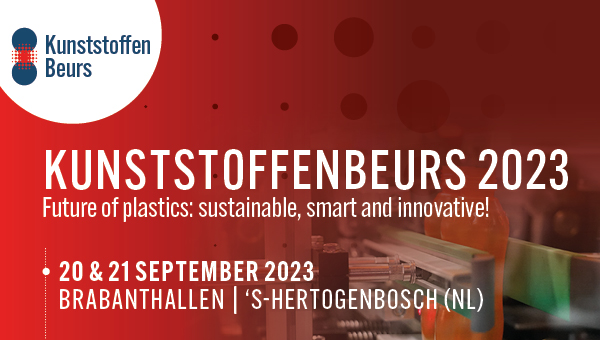 Kunststoffen
Beurs
KUNSTSTOFFENBEURS 2023
Future of plastics: sustainable, smart and innovative!
20 & 21 SEPTEMBER 2023
BRABANTHALLEN | ‘S-HERTOGENBOSCH (NL)